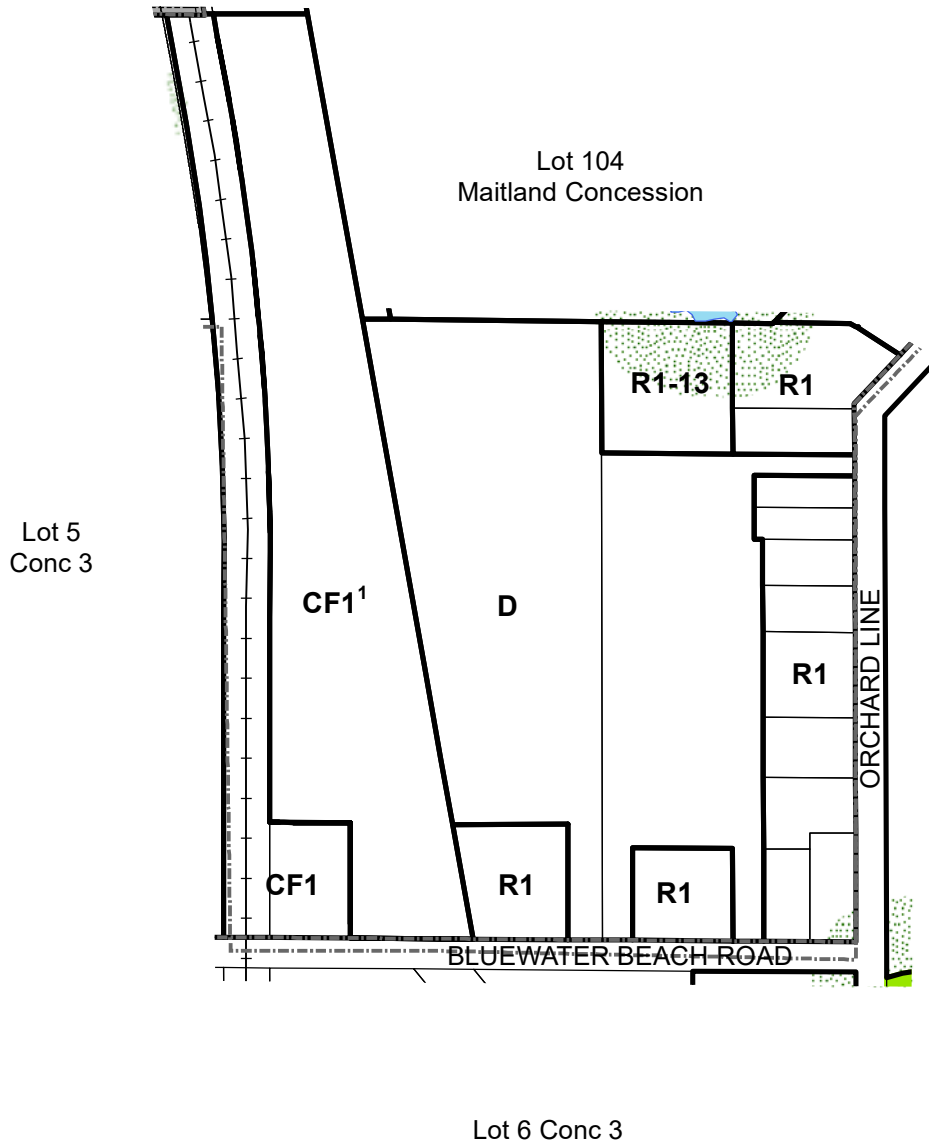 Lot 104
Maitland Concession
R1-13
R1
Lot 5
Conc 3
CF1¹
D
R1
ORCHARD LINE
CF1
R1
R1
BLUEWATER BEACH ROAD
Lot 6 Conc 3